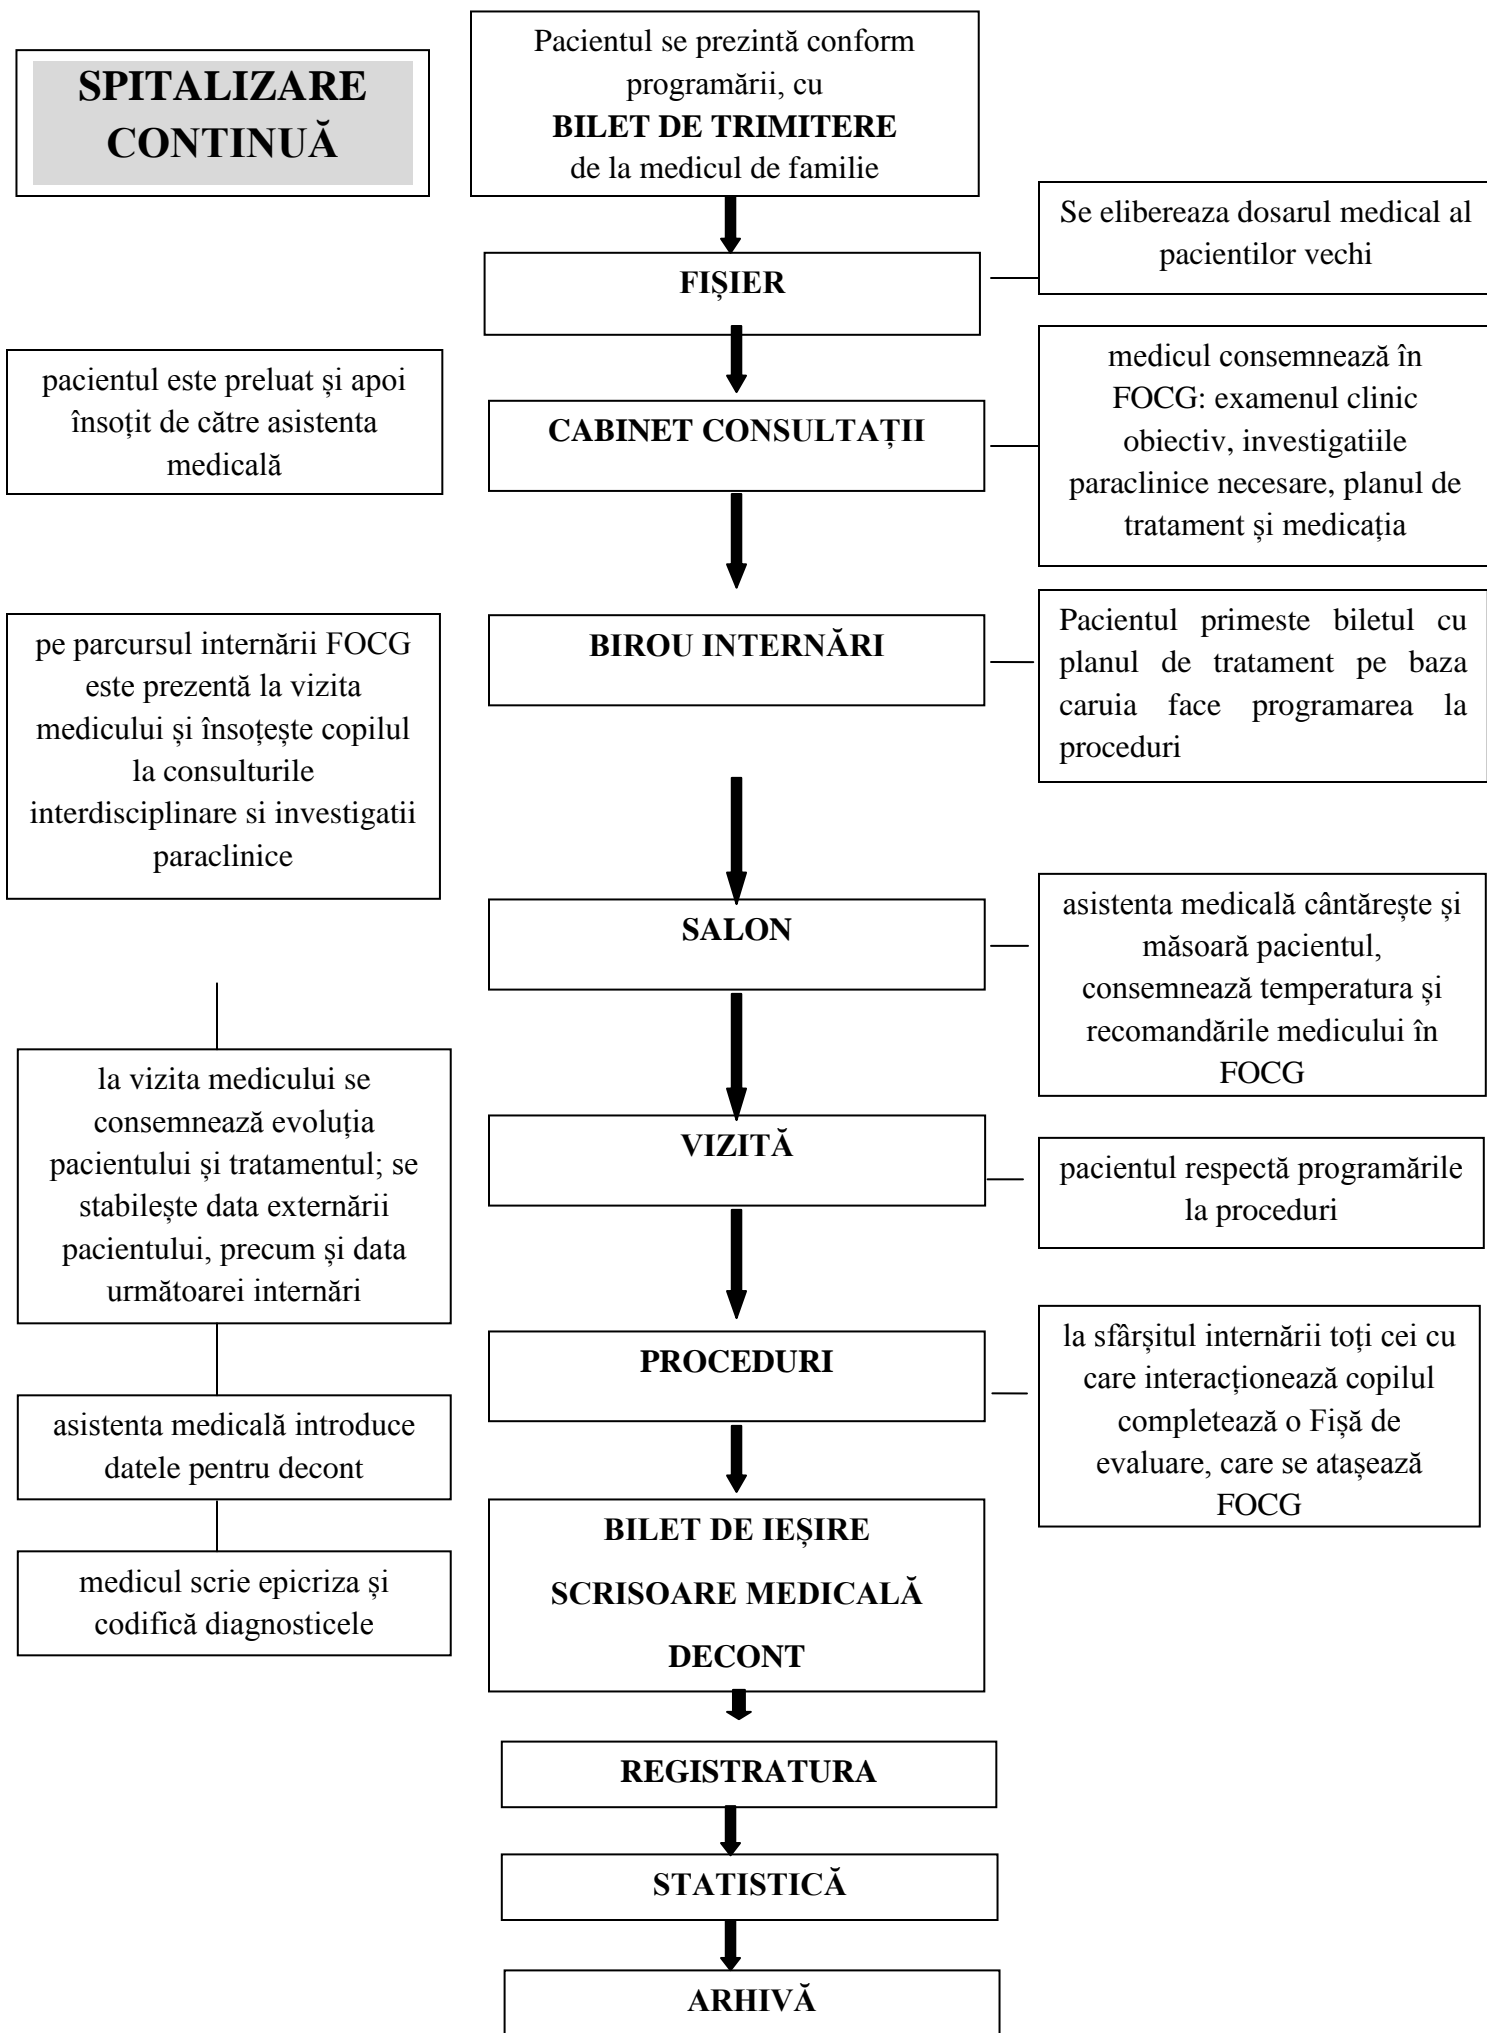 SPITALIZARE
CONTINUĂ
Pacientul se prezintă conform
programării, cu
BILET DE TRIMITERE
de la medicul de familie
Se elibereaza dosarul medical al
pacientilor vechi
FIȘIER
pacientul este preluat și apoi
însoțit de către asistenta
medicală
CABINET CONSULTAȚII
medicul consemnează în
FOCG: examenul clinic
obiectiv, investigatiile
paraclinice necesare, planul de
tratament și medicația
pe parcursul internării FOCG
este prezentă la vizita
medicului și însoțește copilul
la consulturile
interdisciplinare si investigatii
paraclinice
BIROU INTERNĂRI
Pacientul primeste biletul cu
planul de tratament pe baza
caruia face programarea la
proceduri
SALON
asistenta medicală cântărește și
măsoară pacientul,
consemnează temperatura și
recomandările medicului în
FOCG
la vizita medicului se
consemnează evoluția
pacientului și tratamentul; se
stabilește data externării
pacientului, precum și data
următoarei internări
VIZITĂ
pacientul respectă programările
la proceduri
PROCEDURI
la sfârșitul internării toți cei cu
care interacționează copilul
completează o Fișă de
evaluare, care se atașează
FOCG
asistenta medicală introduce
datele pentru decont
BILET DE IEȘIRE
SCRISOARE MEDICALĂ
DECONT
medicul scrie epicriza și
codifică diagnosticele
REGISTRATURA
STATISTICĂ
ARHIVĂ